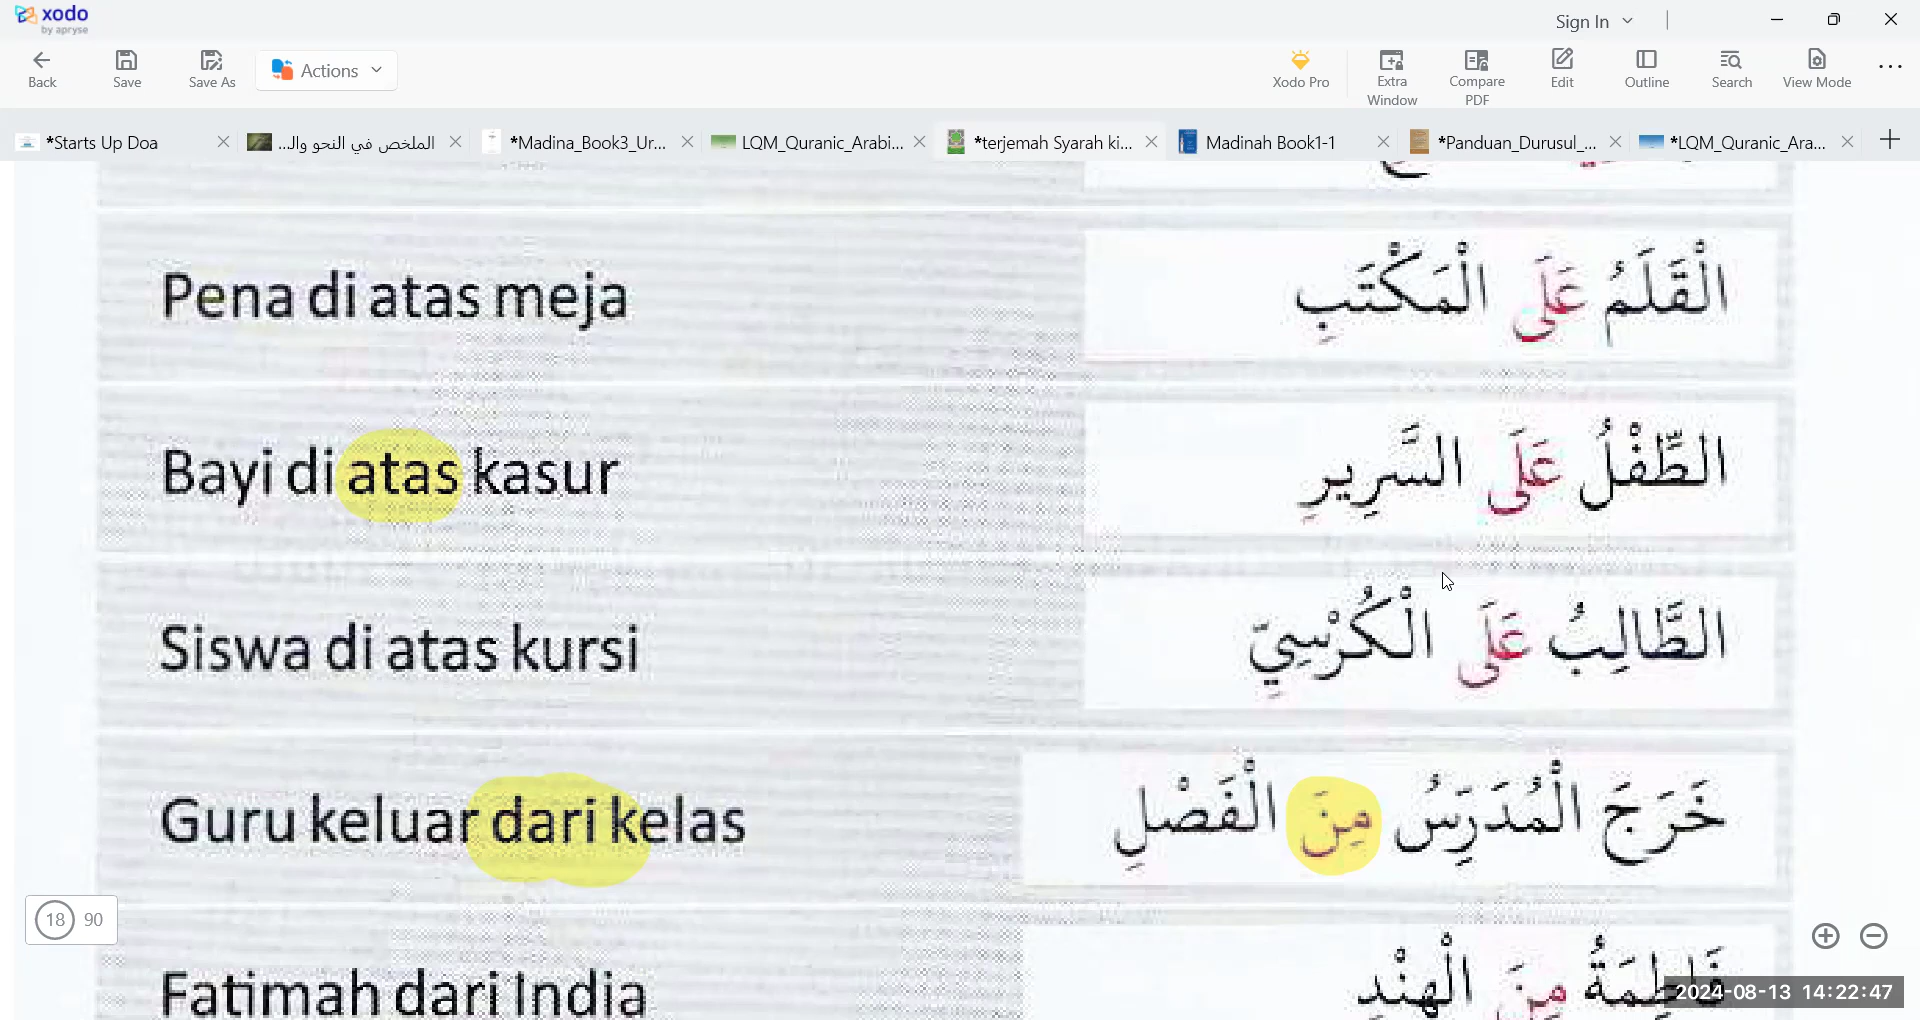 xodo
by apryse
Sign In
Back
Save
Save As
Actions
Xodo Pro
Extra Window
Compare PDF
Edit
Outline
Search
View Mode
*Starts Up Doa
الملخص في النحو وال...
*Madina_Book3_Ur...
LQM_Quranic_Arabi...
*terjemah Syarah ki...
Madinah Book1-1
*Panduan_Durusul_...
*LQM_Quranic_Ara...
Pena di atas meja
الْقَلَمُ عَلَى الْمَكْتَبِ
Bayi di atas kasur
الطِّفْلُ عَلَى السَّرِيرِ
Siswa di atas kursi
الطَّالِبُ عَلَى الْكُرْسِيِّ
Guru keluar dari kelas
خَرَجَ الْمُدَرِّسُ مِنَ الْفَصْلِ
Fatimah dari India
فَاطِمَةُ مِنَ الْهِنْدِ
18 90
2024-08-13 14:22:47